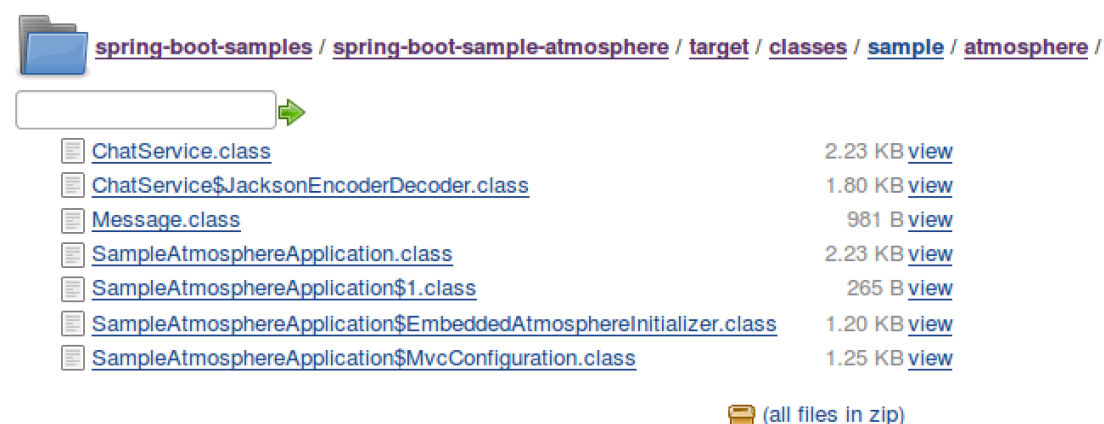 spring-boot-samples / spring-boot-sample-atmosphere / target / classes / sample / atmosphere /
ChatService.class 2.23 KB view
ChatService$JacksonEncoderDecoder.class 1.80 KB view
Message.class 981 B view
SampleAtmosphereApplication.class 2.23 KB view
SampleAtmosphereApplication$1.class 265 B view
SampleAtmosphereApplication$EmbeddedAtmosphereInitializer.class 1.20 KB view
SampleAtmosphereApplication$MvcConfiguration.class 1.25 KB view
(all files in zip)